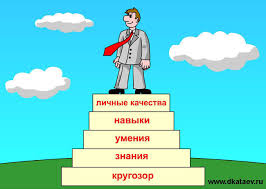 личные качества
навыки
умения
знания
кругозор
www.dkataev.ru